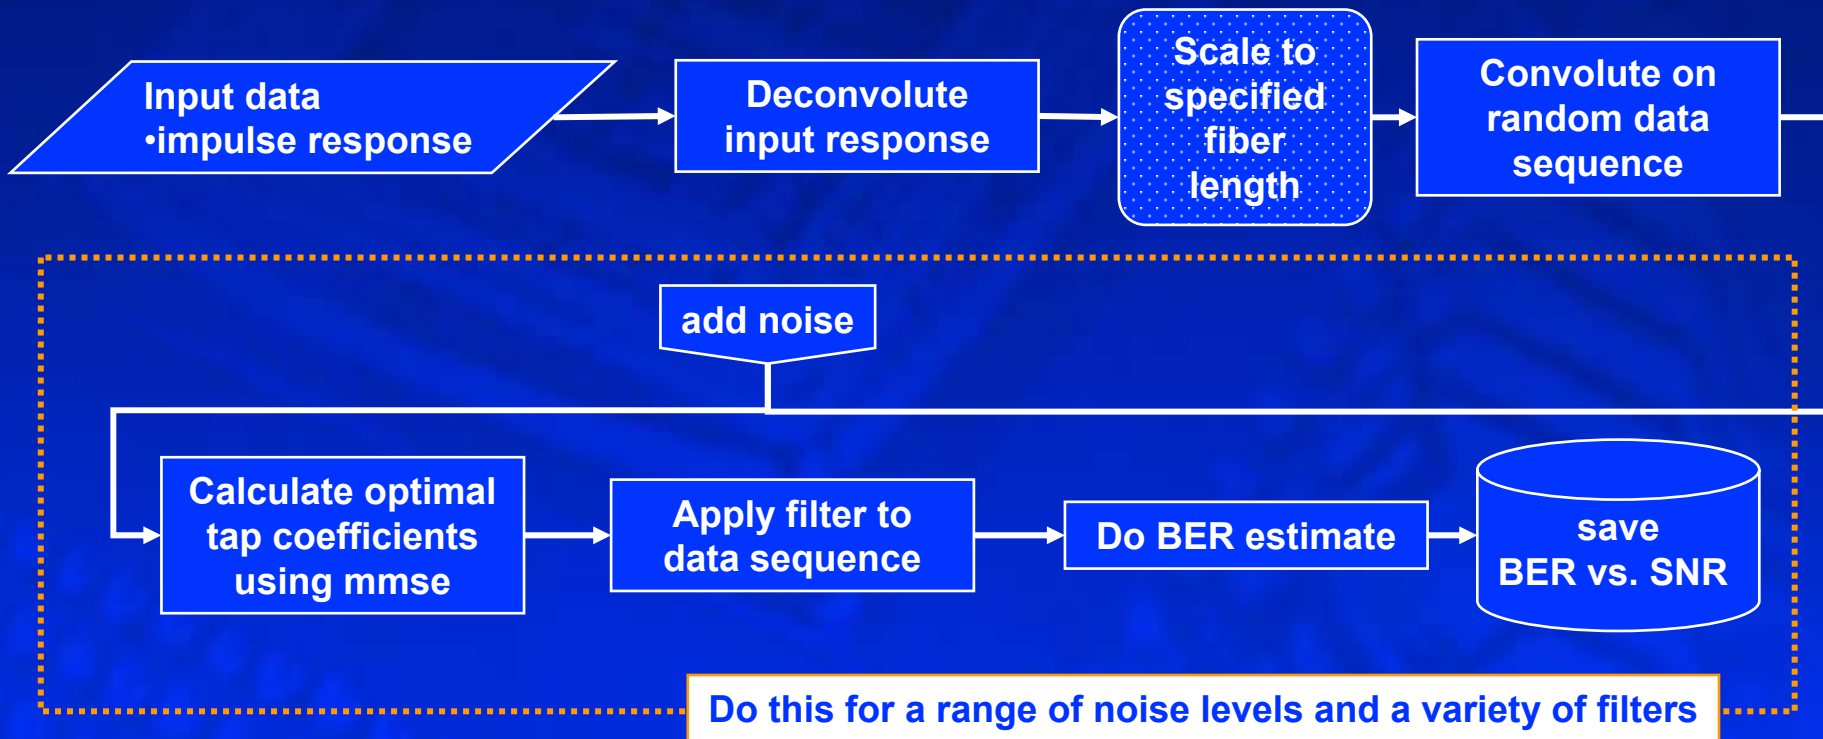 Input data
•impulse response
Deconvolute
input response
Scale to
specified
fiber
length
Convolute on
random data
sequence
add noise
Calculate optimal
tap coefficients
using mmse
Apply filter to
data sequence
Do BER estimate
save
BER vs. SNR
Do this for a range of noise levels and a variety of filters